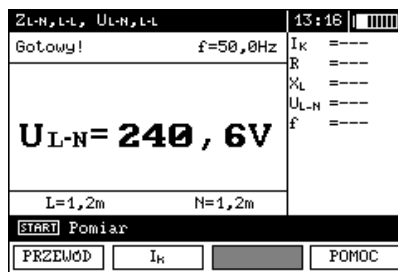 ZL-N,L-L, UL-N,L-L 13:16
Gotowy! f=50,0Hz
IK =---
R =---
XL =---
UL-N =---
f =---
UL-N= 240,6V
L=1,2m N=1,2m
START Pomiar
PRZEWÓD IK POMOC